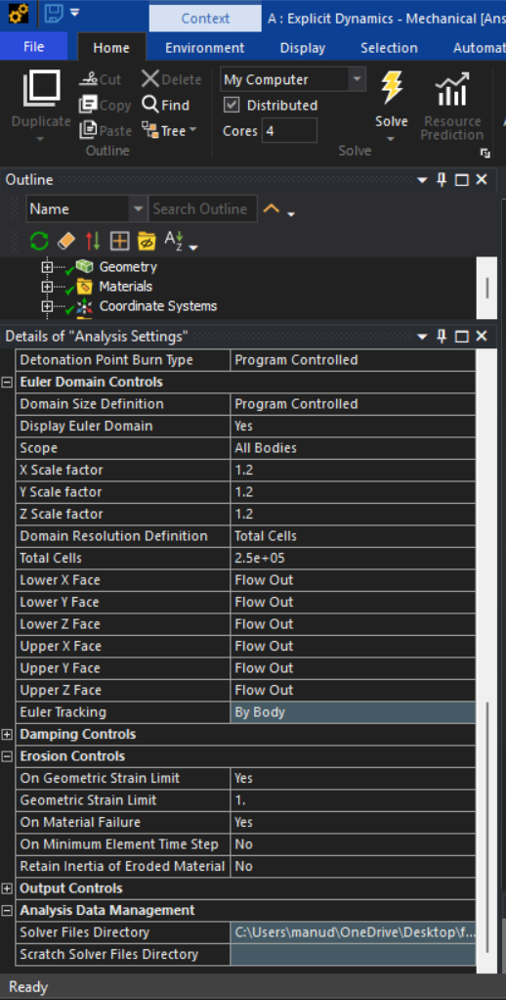 Context A : Explicit Dynamics - Mechanical [Ans
File Home Environment Display Selection Automat
Duplicate Cut Delete My Computer
Copy Find Distributed
Paste Tree Cores 4 Solve Resource Prediction
Outline Solve
Outline
Name Search Outline
Geometry
Materials
Coordinate Systems
Details of "Analysis Settings"
Detonation Point Burn Type Program Controlled
Euler Domain Controls
Domain Size Definition Program Controlled
Display Euler Domain Yes
Scope All Bodies
X Scale factor 1.2
Y Scale factor 1.2
Z Scale factor 1.2
Domain Resolution Definition Total Cells
Total Cells 2.5e+05
Lower X Face Flow Out
Lower Y Face Flow Out
Lower Z Face Flow Out
Upper X Face Flow Out
Upper Y Face Flow Out
Upper Z Face Flow Out
Euler Tracking By Body
Damping Controls
Erosion Controls
On Geometric Strain Limit Yes
Geometric Strain Limit 1.
On Material Failure Yes
On Minimum Element Time Step No
Retain Inertia of Eroded Material No
Output Controls
Analysis Data Management
Solver Files Directory C:\Users\manud\OneDrive\Desktop\f...
Scratch Solver Files Directory
Ready